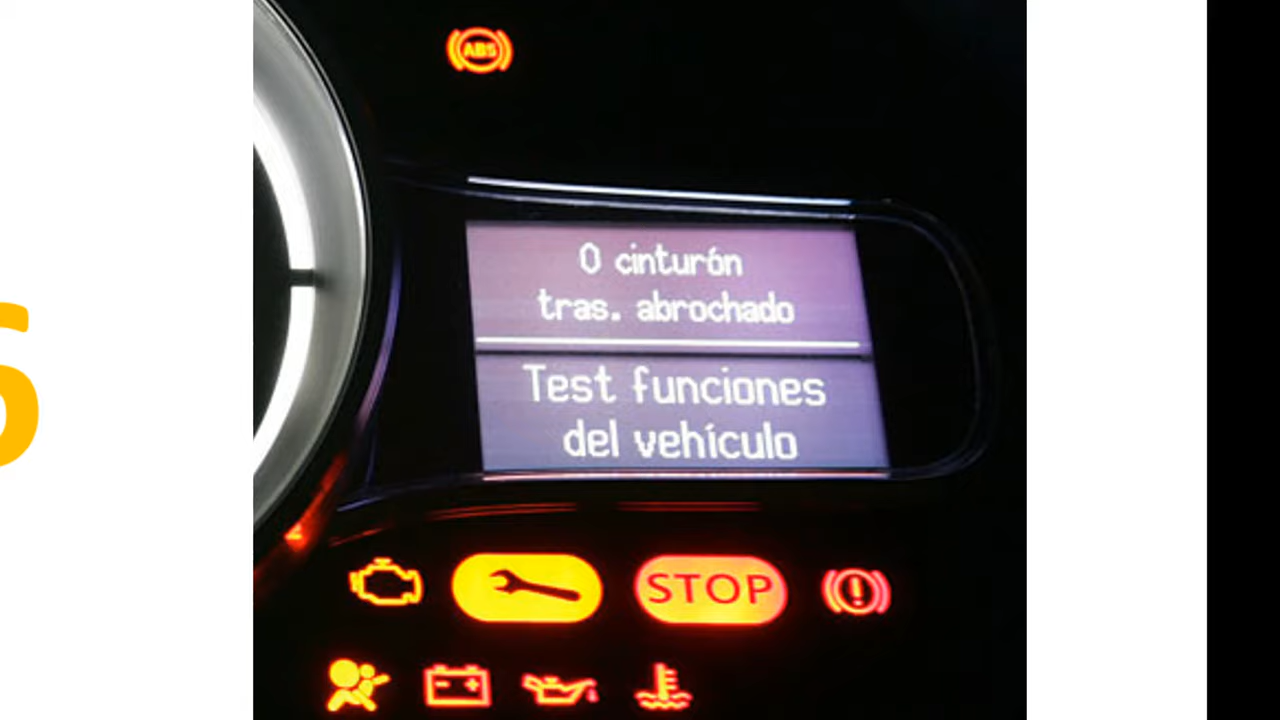 ABS
0 cinturón
tras. abrochado
Test funciones
del vehículo
STOP